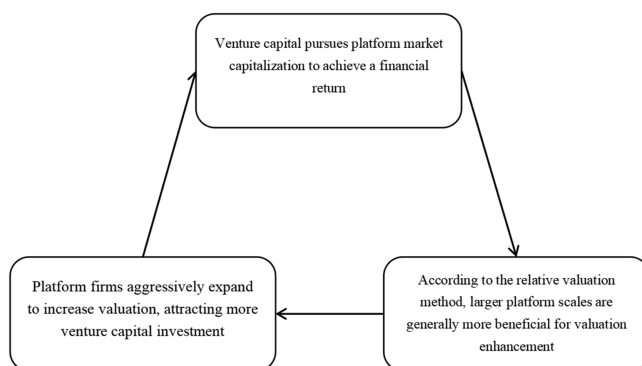 Venture capital pursues platform market
capitalization to achieve a financial
return
Platform firms aggressively expand
to increase valuation, attracting more
venture capital investment
According to the relative valuation
method, larger platform scales are
generally more beneficial for valuation
enhancement